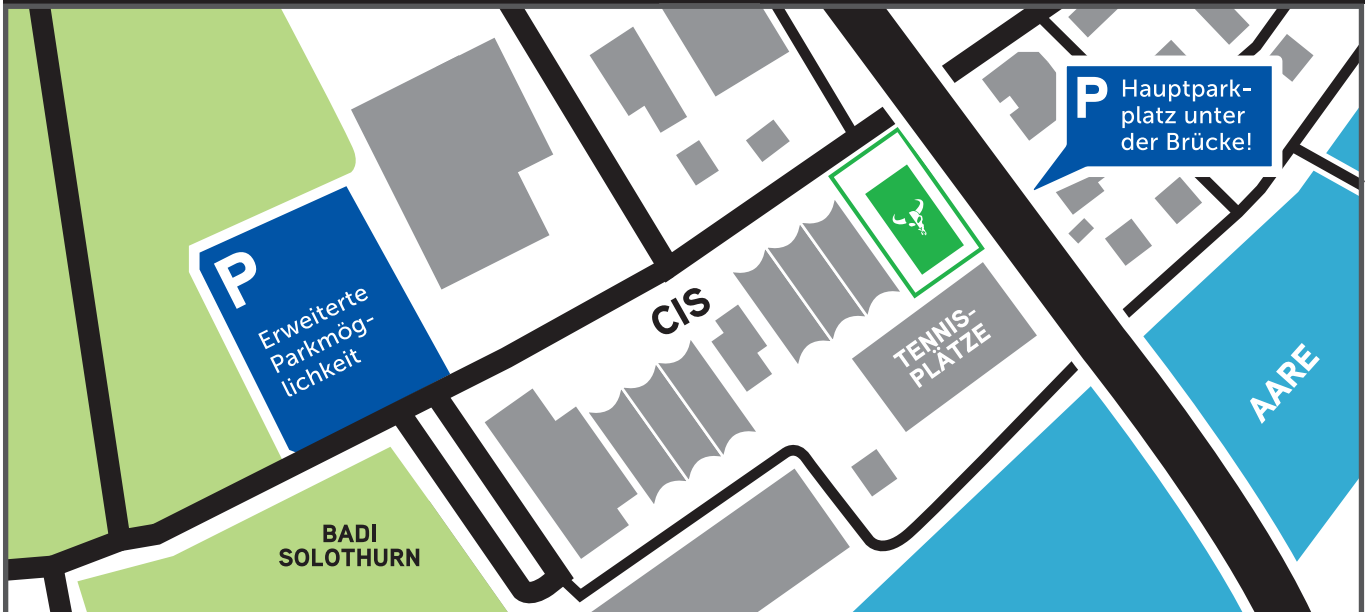 P
Hauptpark-
platz unter
der Brücke!
P
Erweiterte
Parkmög-
lichkeit
CIS
TENNIS-
PLÄTZE
AARE
BADI
SOLOTHURN